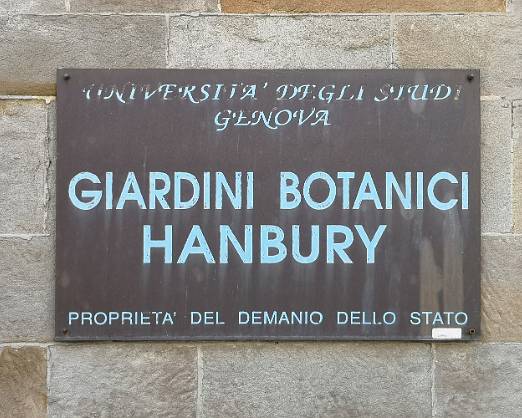 UNIVERSITA' DEGLI STUDI
GENOVA
GIARDINI BOTANICI
HANBURY
PROPRIETA' DEL DEMANIO DELLO STATO